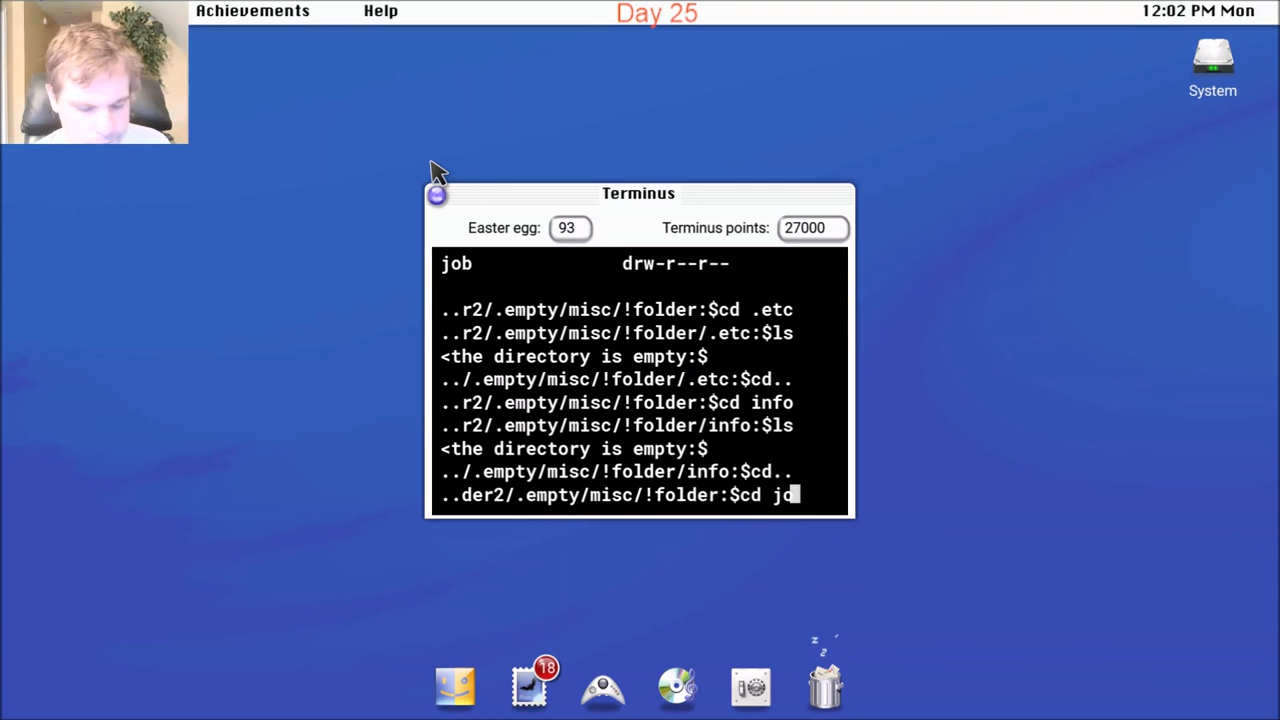 Achievements Help Day 25 12:02 PM Mon
System
Terminus
Easter egg: 93 Terminus points: 27000
job drw-r--r--
..r2/.empty/misc/!folder:$cd .etc
..r2/.empty/misc/!folder/.etc:$ls
<the directory is empty:$
../.empty/misc/!folder/.etc:$cd..
..r2/.empty/misc/!folder:$cd info
..r2/.empty/misc/!folder/info:$ls
<the directory is empty:$
../.empty/misc/!folder/info:$cd..
..der2/.empty/misc/!folder:$cd jo
z z z
18